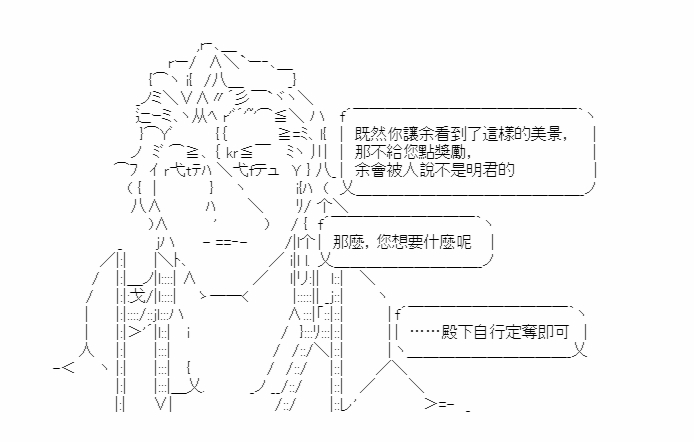 既然你讓余看到了這樣的美景，
那不給您點獎勵，
余會被人說不是明君的
那麼，您想要什麼呢
……殿下自行定奪即可